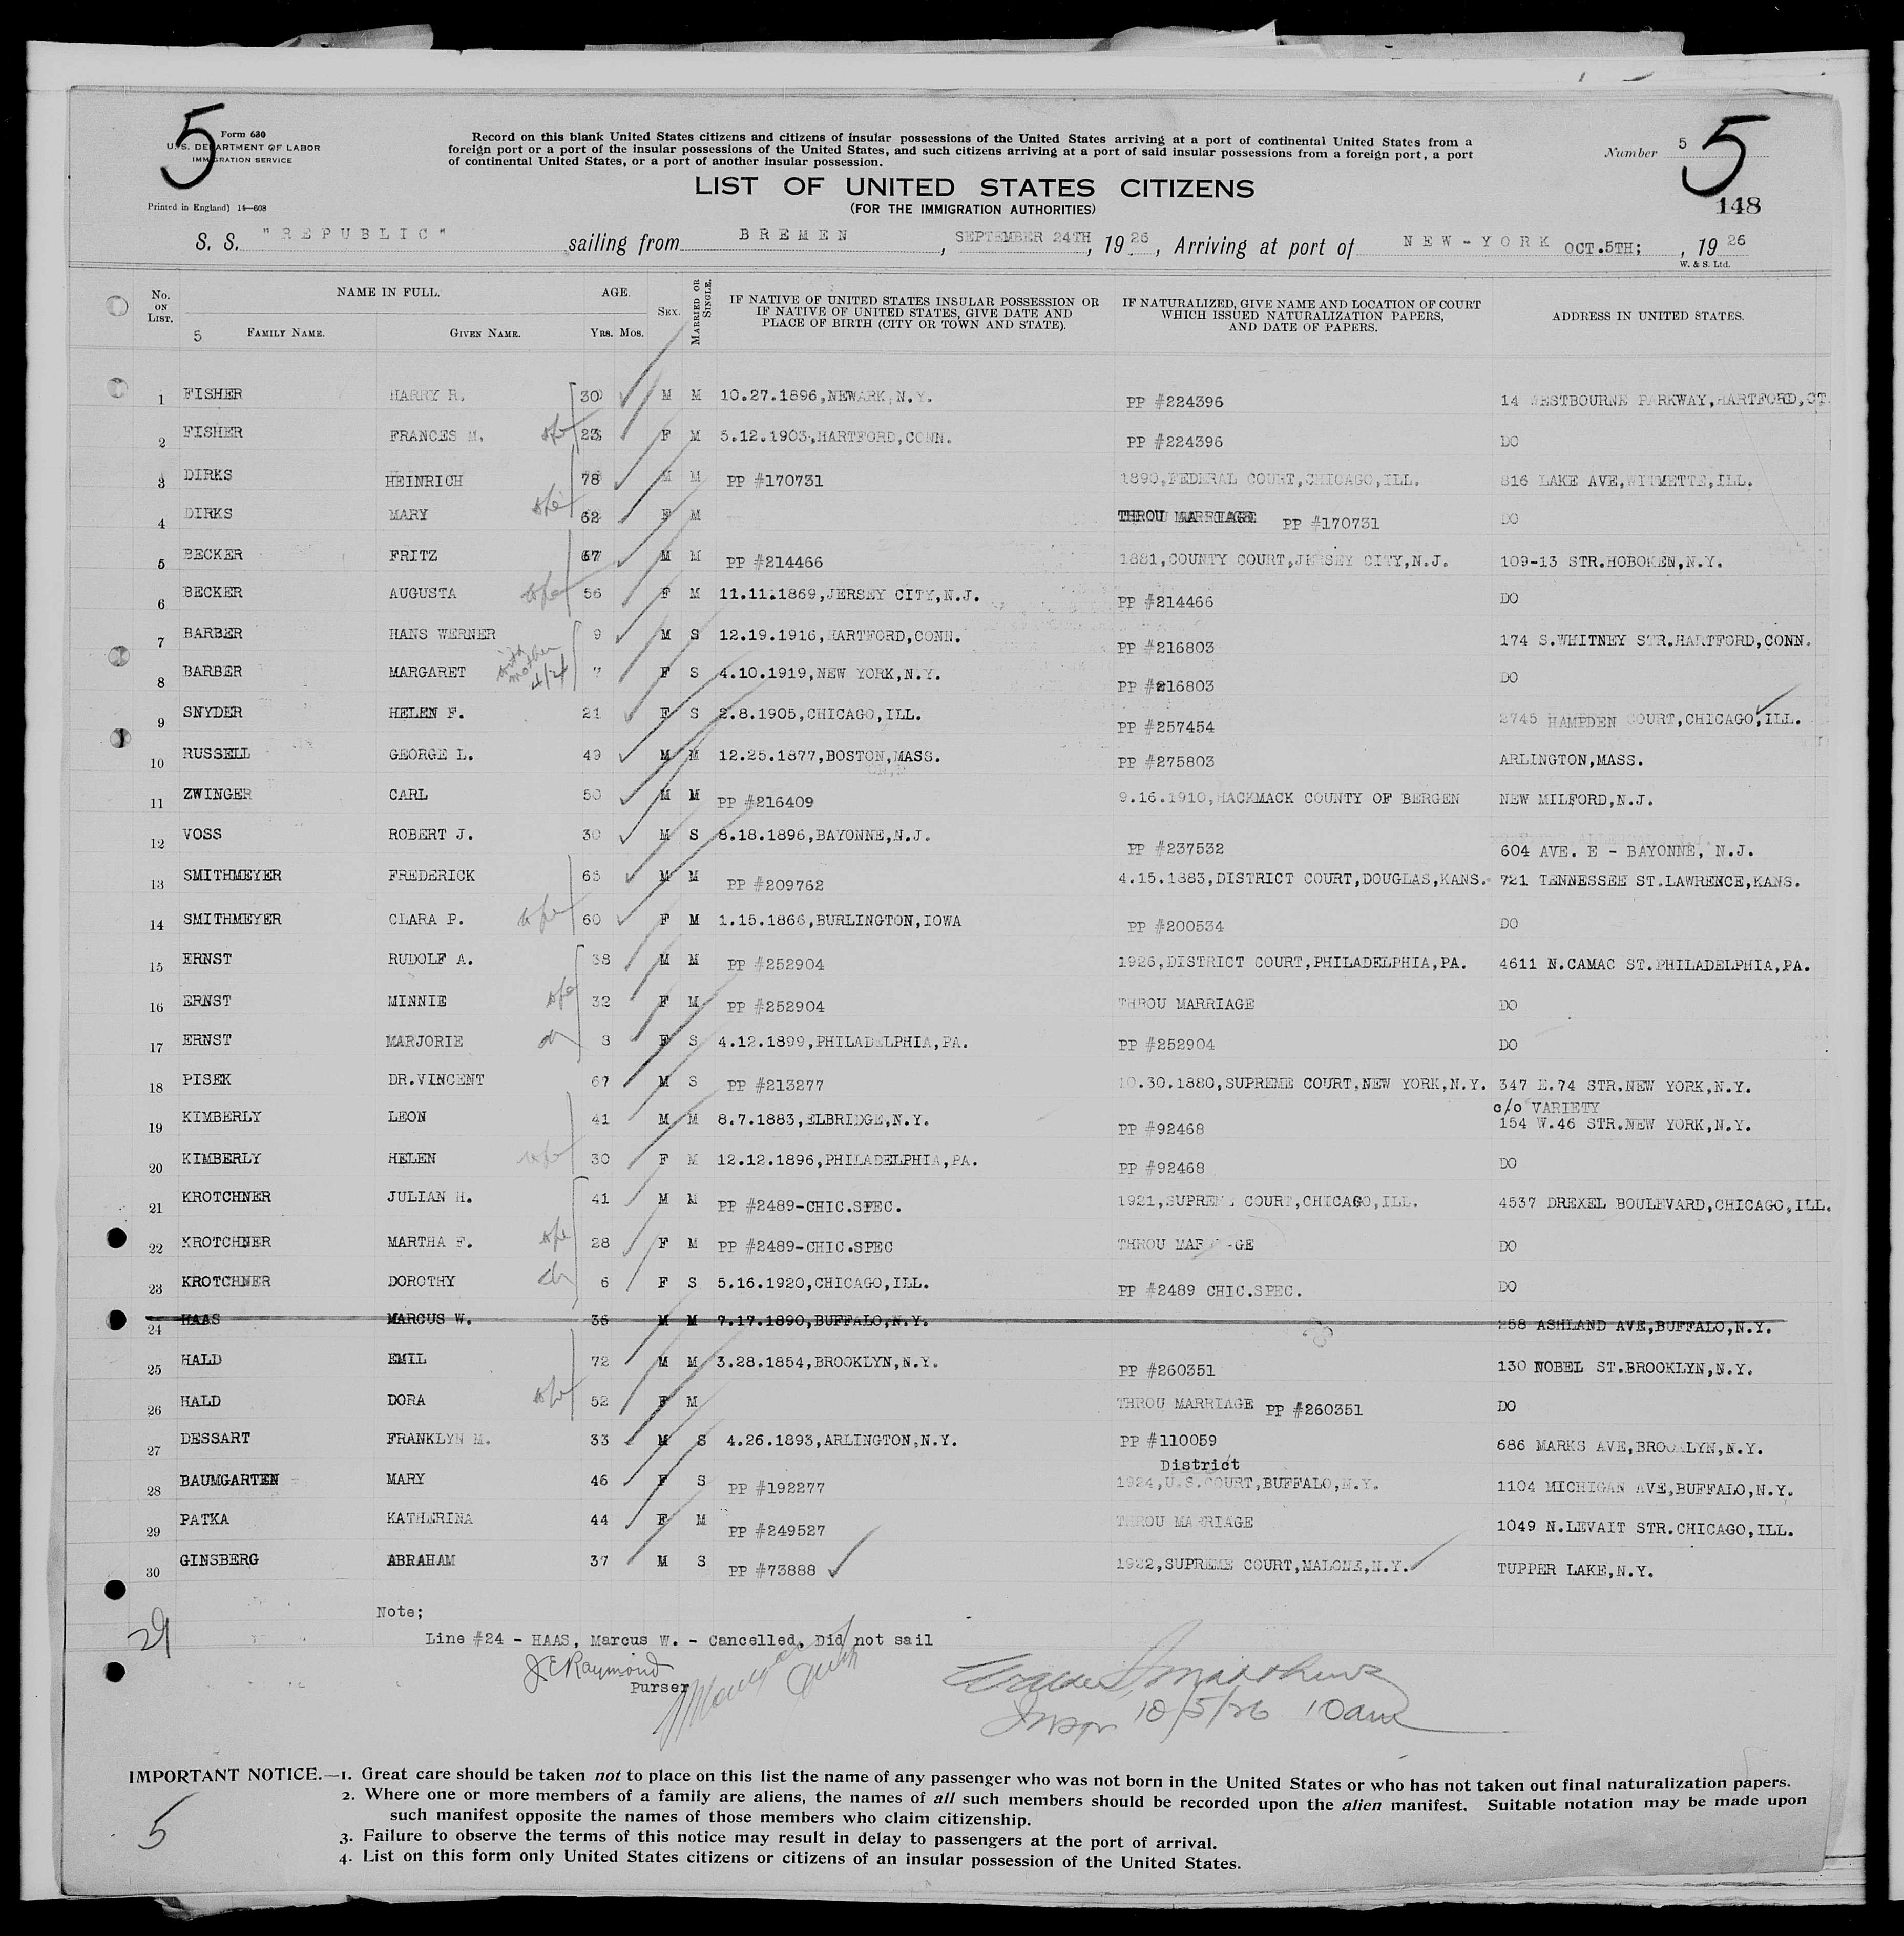 5
Form 630
U.S. DEPARTMENT OF LABOR
IMMIGRATION SERVICE
Printed in England) 14—608
Record on this blank United States citizens and citizens of insular possessions of the United States arriving at a port of continental United States from a
foreign port or a port of the insular possessions of the United States, and such citizens arriving at a port of said insular possessions from a foreign port, a port
of continental United States, or a port of another insular possession.
Number 5
5
148
LIST OF UNITED STATES CITIZENS
(FOR THE IMMIGRATION AUTHORITIES)
S. S. "REPUBLIC" sailing from BREMEN, SEPTEMBER 24TH, 1926, Arriving at port of NEW-YORK OCT.5TH;, 1926
W. & S. Ltd.
No. ON LIST. NAME IN FULL. AGE. SEX. MARRIED OR SINGLE. IF NATIVE OF UNITED STATES INSULAR POSSESSION OR IF NATIVE OF UNITED STATES, GIVE DATE AND PLACE OF BIRTH (CITY OR TOWN AND STATE). IF NATURALIZED, GIVE NAME AND LOCATION OF COURT WHICH ISSUED NATURALIZATION PAPERS, AND DATE OF PAPERS. ADDRESS IN UNITED STATES.
5 FAMILY NAME. GIVEN NAME. YRS. MOS.
1 FISHER HARRY R. 30 M M 10.27.1896,NEWARK,N.Y. PP #224396 14 WESTBOURNE PARKWAY,HARTFORD,CT.
2 FISHER FRANCES M. 23 F M 5.12.1903,HARTFORD,CONN. PP #224396 DO
3 DIRKS HEINRICH 78 M M PP #170731 1890,FEDERAL COURT,CHICAGO,ILL. 816 LAKE AVE,WITMETTE,ILL.
4 DIRKS MARY 62 F M THROU MARRIAGE PP #170731 DO
5 BECKER FRITZ 67 M M PP #214466 1881,COUNTY COURT,JERSEY CITY,N.J. 109-13 STR.HOBOKEN,N.Y.
6 BECKER AUGUSTA 56 F M 11.11.1869,JERSEY CITY,N.J. PP #214466 DO
7 BARBER HANS WERNER 9 M S 12.19.1916,HARTFORD,CONN. PP #216803 174 S.WHITNEY STR.HARTFORD,CONN.
with mother 4/24
8 BARBER MARGARET 7 F S 4.10.1919,NEW YORK,N.Y. PP #216803 DO
9 SNYDER HELEN F. 21 F S 2.8.1905,CHICAGO,ILL. PP #257454 2745 HAMPDEN COURT,CHICAGO,ILL.
10 RUSSELL GEORGE L. 49 M M 12.25.1877,BOSTON,MASS. PP #275803 ARLINGTON,MASS.
11 ZWINGER CARL 50 M M PP #216409 9.16.1910,HACKMACK COUNTY OF BERGEN NEW MILFORD,N.J.
12 VOSS ROBERT J. 30 M S 8.18.1896,BAYONNE,N.J. PP #237532 604 AVE. E - BAYONNE, N.J.
13 SMITHMEYER FREDERICK 65 M M PP #209762 4.15.1883,DISTRICT COURT,DOUGLAS,KANS. 721 TENNESSEE ST.LAWRENCE,KANS.
14 SMITHMEYER CLARA P. 60 F M 1.15.1866,BURLINGTON,IOWA PP #200534 DO
15 ERNST RUDOLF A. 38 M M PP #252904 1926,DISTRICT COURT,PHILADELPHIA,PA. 4611 N.CAMAC ST.PHILADELPHIA,PA.
16 ERNST MINNIE 32 F M PP #252904 THROU MARRIAGE DO
17 ERNST MARJORIE 3 F S 4.12.1899,PHILADELPHIA,PA. PP #252904 DO
18 PISEK DR.VINCENT 67 M S PP #213277 10.30.1880,SUPREME COURT,NEW YORK,N.Y. 347 E.74 STR.NEW YORK,N.Y.
c/o VARIETY
19 KIMBERLY LEON 41 M M 8.7.1883,ELBRIDGE,N.Y. PP #92468 154 W.46 STR.NEW YORK,N.Y.
20 KIMBERLY HELEN 30 F M 12.12.1896,PHILADELPHIA,PA. PP #92468 DO
21 KROTCHNER JULIAN H. 41 M M PP #2489-CHIC.SPEC. 1921,SUPREME COURT,CHICAGO,ILL. 4537 DREXEL BOULEVARD,CHICAGO,ILL.
22 KROTCHNER MARTHA F. 28 F M PP #2489-CHIC.SPEC THROU MARRIAGE DO
23 KROTCHNER DOROTHY ch 6 F S 5.16.1920,CHICAGO,ILL. PP #2489 CHIC.SPEC. DO
24 HAAS MARCUS W. 36 M M 7.17.1890,BUFFALO,N.Y. 258 ASHLAND AVE,BUFFALO,N.Y.
25 HALD EMIL 72 M M 3.28.1854,BROOKLYN,N.Y. PP #260351 130 NOBEL ST.BROOKLYN,N.Y.
26 HALD DORA 52 F M THROU MARRIAGE PP #260351 DO
27 DESSART FRANKLYN M. 33 M S 4.26.1893,ARLINGTON,N.Y. PP #110059 686 MARKS AVE,BROOKLYN,N.Y.
District
28 BAUMGARTEN MARY 46 F S PP #192277 1924,U.S.COURT,BUFFALO,N.Y. 1104 MICHIGAN AVE,BUFFALO,N.Y.
29 PATKA KATHERINA 44 F M PP #249527 THROU MARRIAGE 1049 N.LEVAIT STR.CHICAGO,ILL.
30 GINSBERG ABRAHAM 37 M S PP #73888 1922,SUPREME COURT,MALONE,N.Y. TUPPER LAKE,N.Y.
Note;
29
Line #24 - HAAS, Marcus W. - Cancelled, Did not sail
J E Raymond
Purser
Matthews
Inspr 10/5/26 10am
IMPORTANT NOTICE.—1. Great care should be taken not to place on this list the name of any passenger who was not born in the United States or who has not taken out final naturalization papers.
2. Where one or more members of a family are aliens, the names of all such members should be recorded upon the alien manifest. Suitable notation may be made upon
such manifest opposite the names of those members who claim citizenship.
3. Failure to observe the terms of this notice may result in delay to passengers at the port of arrival.
4. List on this form only United States citizens or citizens of an insular possession of the United States.
5